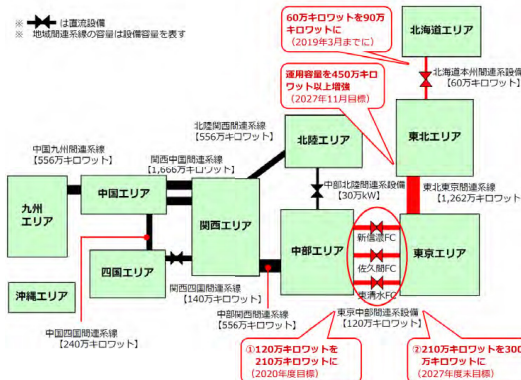 ※ は直流設備
※ 地域間連系線の容量は設備容量を表す
60万キロワットを90万
キロワットに
(2019年3月までに)
北海道エリア
北海道本州間連系設備
【60万キロワット】
運用容量を450万キロ
ワット以上増強
(2027年11月目標)
北陸関西間連系線
【556万キロワット】
北陸エリア
東北エリア
中国九州間連系線
【556万キロワット】
関西中国間連系線
【1,666万キロワット】
中部北陸間連系設備
【30万kW】
東北東京間連系線
【1,262万キロワット】
九州
エリア
中国エリア
関西エリア
中部エリア
新信濃FC
佐久間FC
東清水FC
東京エリア
四国エリア
沖縄エリア
関西四国間連系線
【140万キロワット】
中国四国間連系線
【240万キロワット】
中部関西間連系線
【556万キロワット】
東京中部間連系設備
【120万キロワット】
①120万キロワットを
210万キロワットに
(2020年度目標)
②210万キロワットを300
万キロワットに
(2027年度末目標)